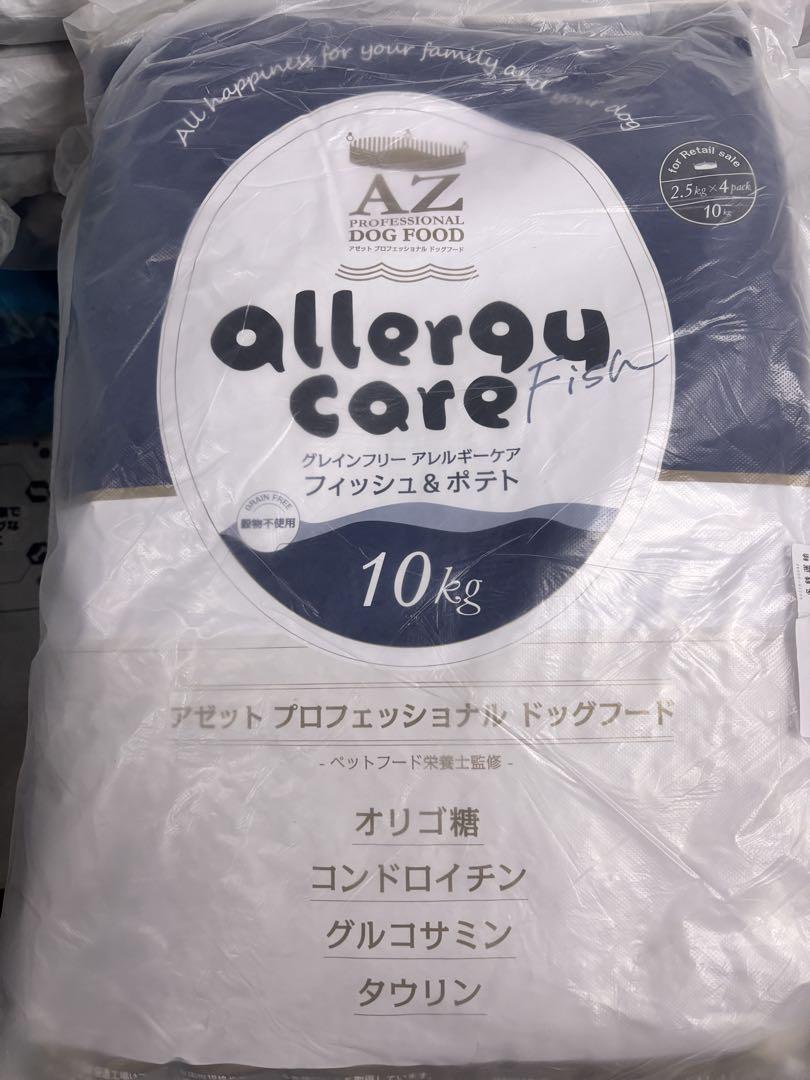 All happiness for your family and your dog
for Retail sale
2.5kg×4pack
10kg
AZ
PROFESSIONAL
DOG FOOD
アゼット プロフェッショナル ドッグフード
allergy
care Fish
グレインフリー アレルギーケア
フィッシュ&ポテト
GRAIN FREE
穀物不使用
10kg
アゼット プロフェッショナル ドッグフード
- ペットフード栄養士監修 -
オリゴ糖
コンドロイチン
グルコサミン
タウリン